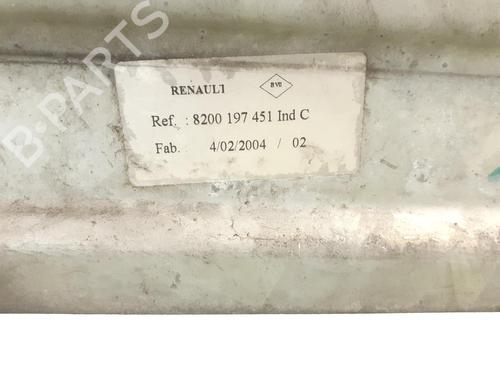 B-PARTS
RENAULT
Ref. : 8200 197 451 Ind C
Fab. 4/02/2004 / 02